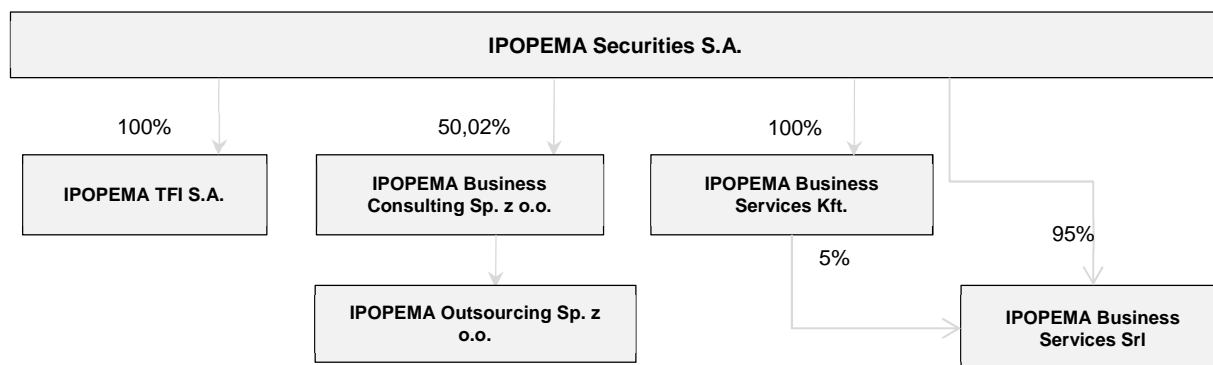 IPOPEMA Securities S.A.
100%
50,02%
100%
IPOPEMA TFI S.A.
IPOPEMA Business
Consulting Sp. z o.o.
IPOPEMA Business
Services Kft.
5%
95%
IPOPEMA Outsourcing Sp. z
o.o.
IPOPEMA Business
Services Srl